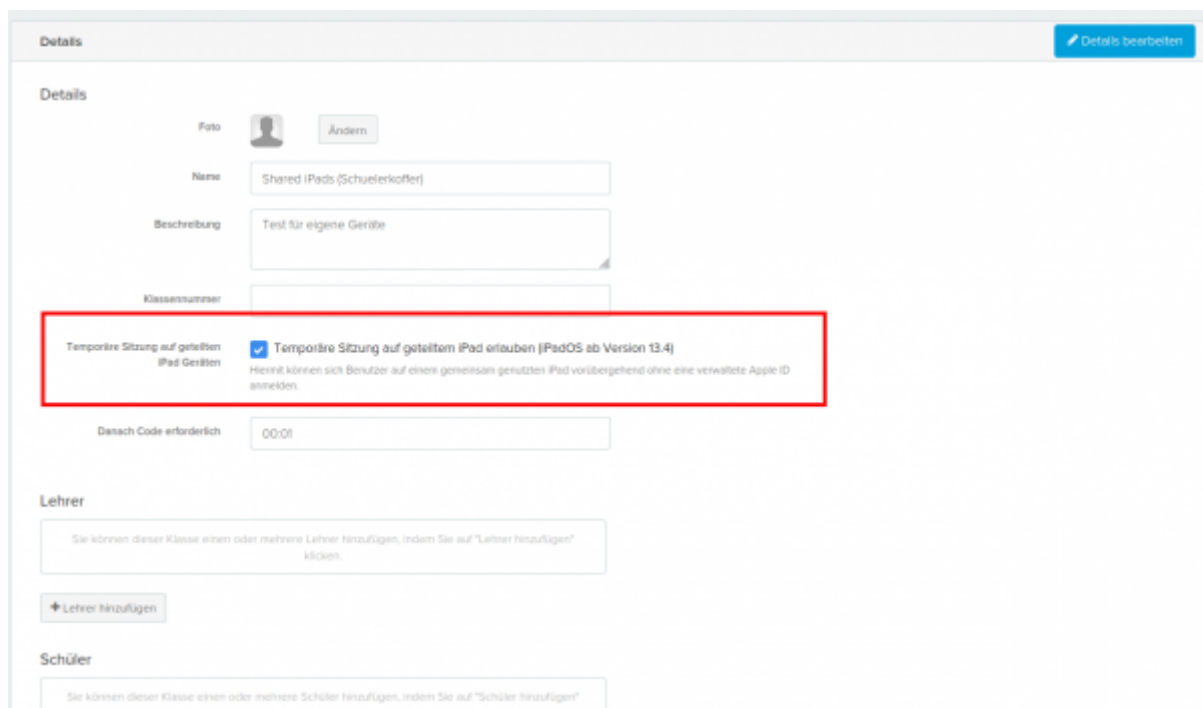 Details
Details bearbeiten
Details
Foto
Ändern
Name
Shared iPads (Schuelerkoffer)
Beschreibung
Test für eigene Geräte
Klassennummer
Temporäre Sitzung auf geteilten
iPad Geräten
Temporäre Sitzung auf geteiltem iPad erlauben (iPadOS ab Version 13.4)
Hiermit können sich Benutzer auf einem gemeinsam genutzten iPad vorübergehend ohne eine verwaltete Apple ID
anmelden.
Danach Code erforderlich
00:01
Lehrer
Sie können dieser Klasse einen oder mehrere Lehrer hinzufügen, indem Sie auf "Lehrer hinzufügen"
klicken.
+ Lehrer hinzufügen
Schüler
Sie können dieser Klasse einen oder mehrere Schüler hinzufügen, indem Sie auf "Schüler hinzufügen"